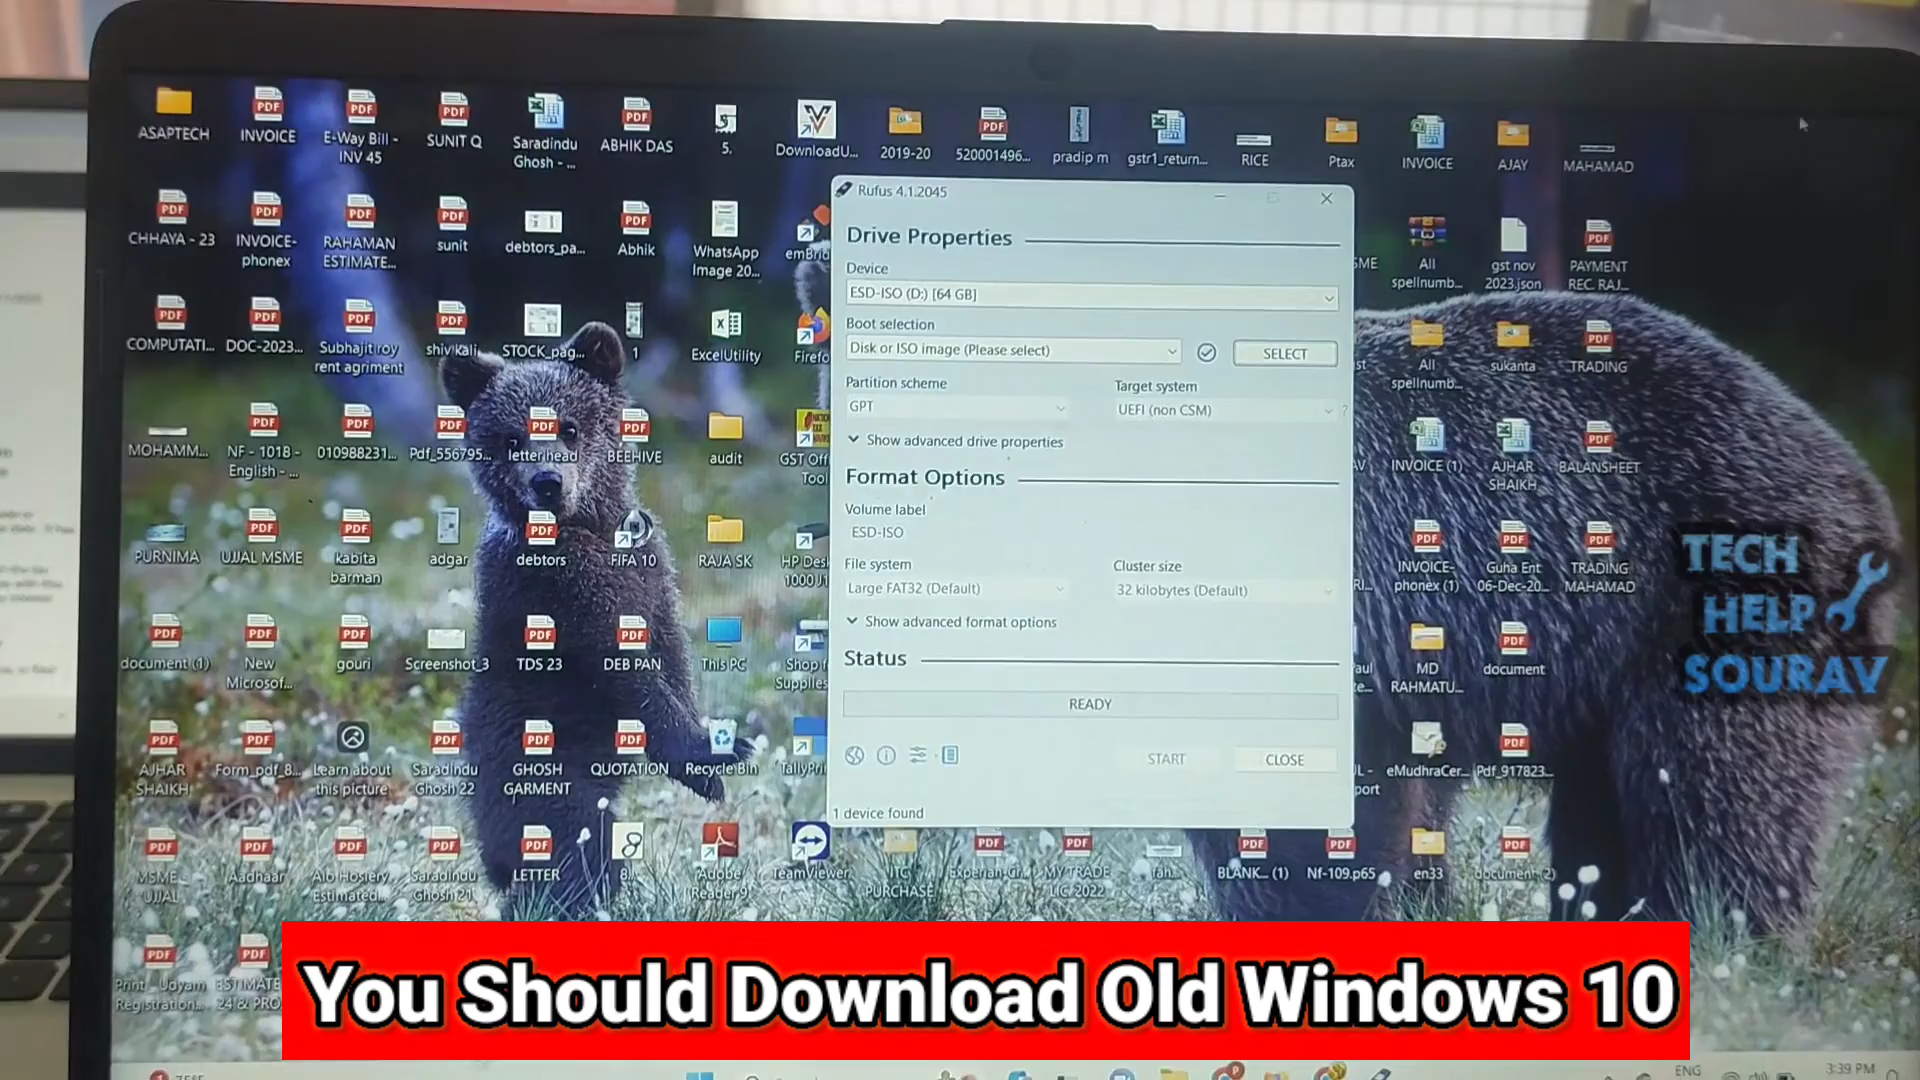 ASAPTECH
INVOICE
E-Way Bill -
INV 45
SUNIT Q
Saradindu
Ghosh - ...
ABHIK DAS
5.
DownloadU...
2019-20
520001496...
pradip m
gstr1_return...
RICE
Ptax
INVOICE
AJAY
MAHAMAD
CHHAYA - 23
INVOICE-
phonex
RAHAMAN
ESTIMATE...
sunit
debtors_pa...
Abhik
WhatsApp
Image 20...
emBrid
All
spellnumb...
gst nov
2023.json
PAYMENT
REC. RAJ...
COMPUTATI...
DOC-2023...
Subhajit roy
rent agriment
shiv kali
STOCK_pag...
1
ExcelUtility
Firefo
All
spellnumb...
sukanta
TRADING
MOHAMM...
NF - 1018 -
English - ...
010988231...
Pdf_556795...
letterhead
BEEHIVE
audit
GST Off
Tool
INVOICE (1)
AJHAR
SHAIKH
BALANSHEET
PURNIMA
UJJAL MSME
kabita
barman
adgar
debtors
FIFA 10
RAJA SK
HP Desk
1000 J1
INVOICE-
phonex (1)
Guha Ent
06-Dec-20...
TRADING
MAHAMAD
document (1)
New
Microsof...
gouri
Screenshot_3
TDS 23
DEB PAN
This PC
Shop f
Supplies
MD
RAHMATU...
document
AJHAR
SHAIKH
Form_pdf_8...
Learn about
this picture
Saradindu
Ghosh 22
GHOSH
GARMENT
QUOTATION
Recycle Bin
TallyPri
eMudhraCer...
Pdf_917823...
MSME -
UJJAL
Aadhaar
Alo Hosiery
Estimated...
Saradindu
Ghosh 21
LETTER
8
Adobe
Reader 9
TeamViewer
ITC
PURCHASE
Experian Cr...
MY TRADE
LIC 2022
BLANK... (1)
Nf-109.p65
en33
document (2)
Print _ Udyam
Registration...
ESTIMATE
24 & PRO
Rufus 4.1.2045
Drive Properties
Device
ESD-ISO (D:) [64 GB]
Boot selection
Disk or ISO image (Please select)
SELECT
Partition scheme
Target system
GPT
UEFI (non CSM)
?
Show advanced drive properties
Format Options
Volume label
ESD-ISO
File system
Cluster size
Large FAT32 (Default)
32 kilobytes (Default)
Show advanced format options
Status
READY
START
CLOSE
1 device found
TECH
HELP
SOURAV
You Should Download Old Windows 10
ENG
3:39 PM